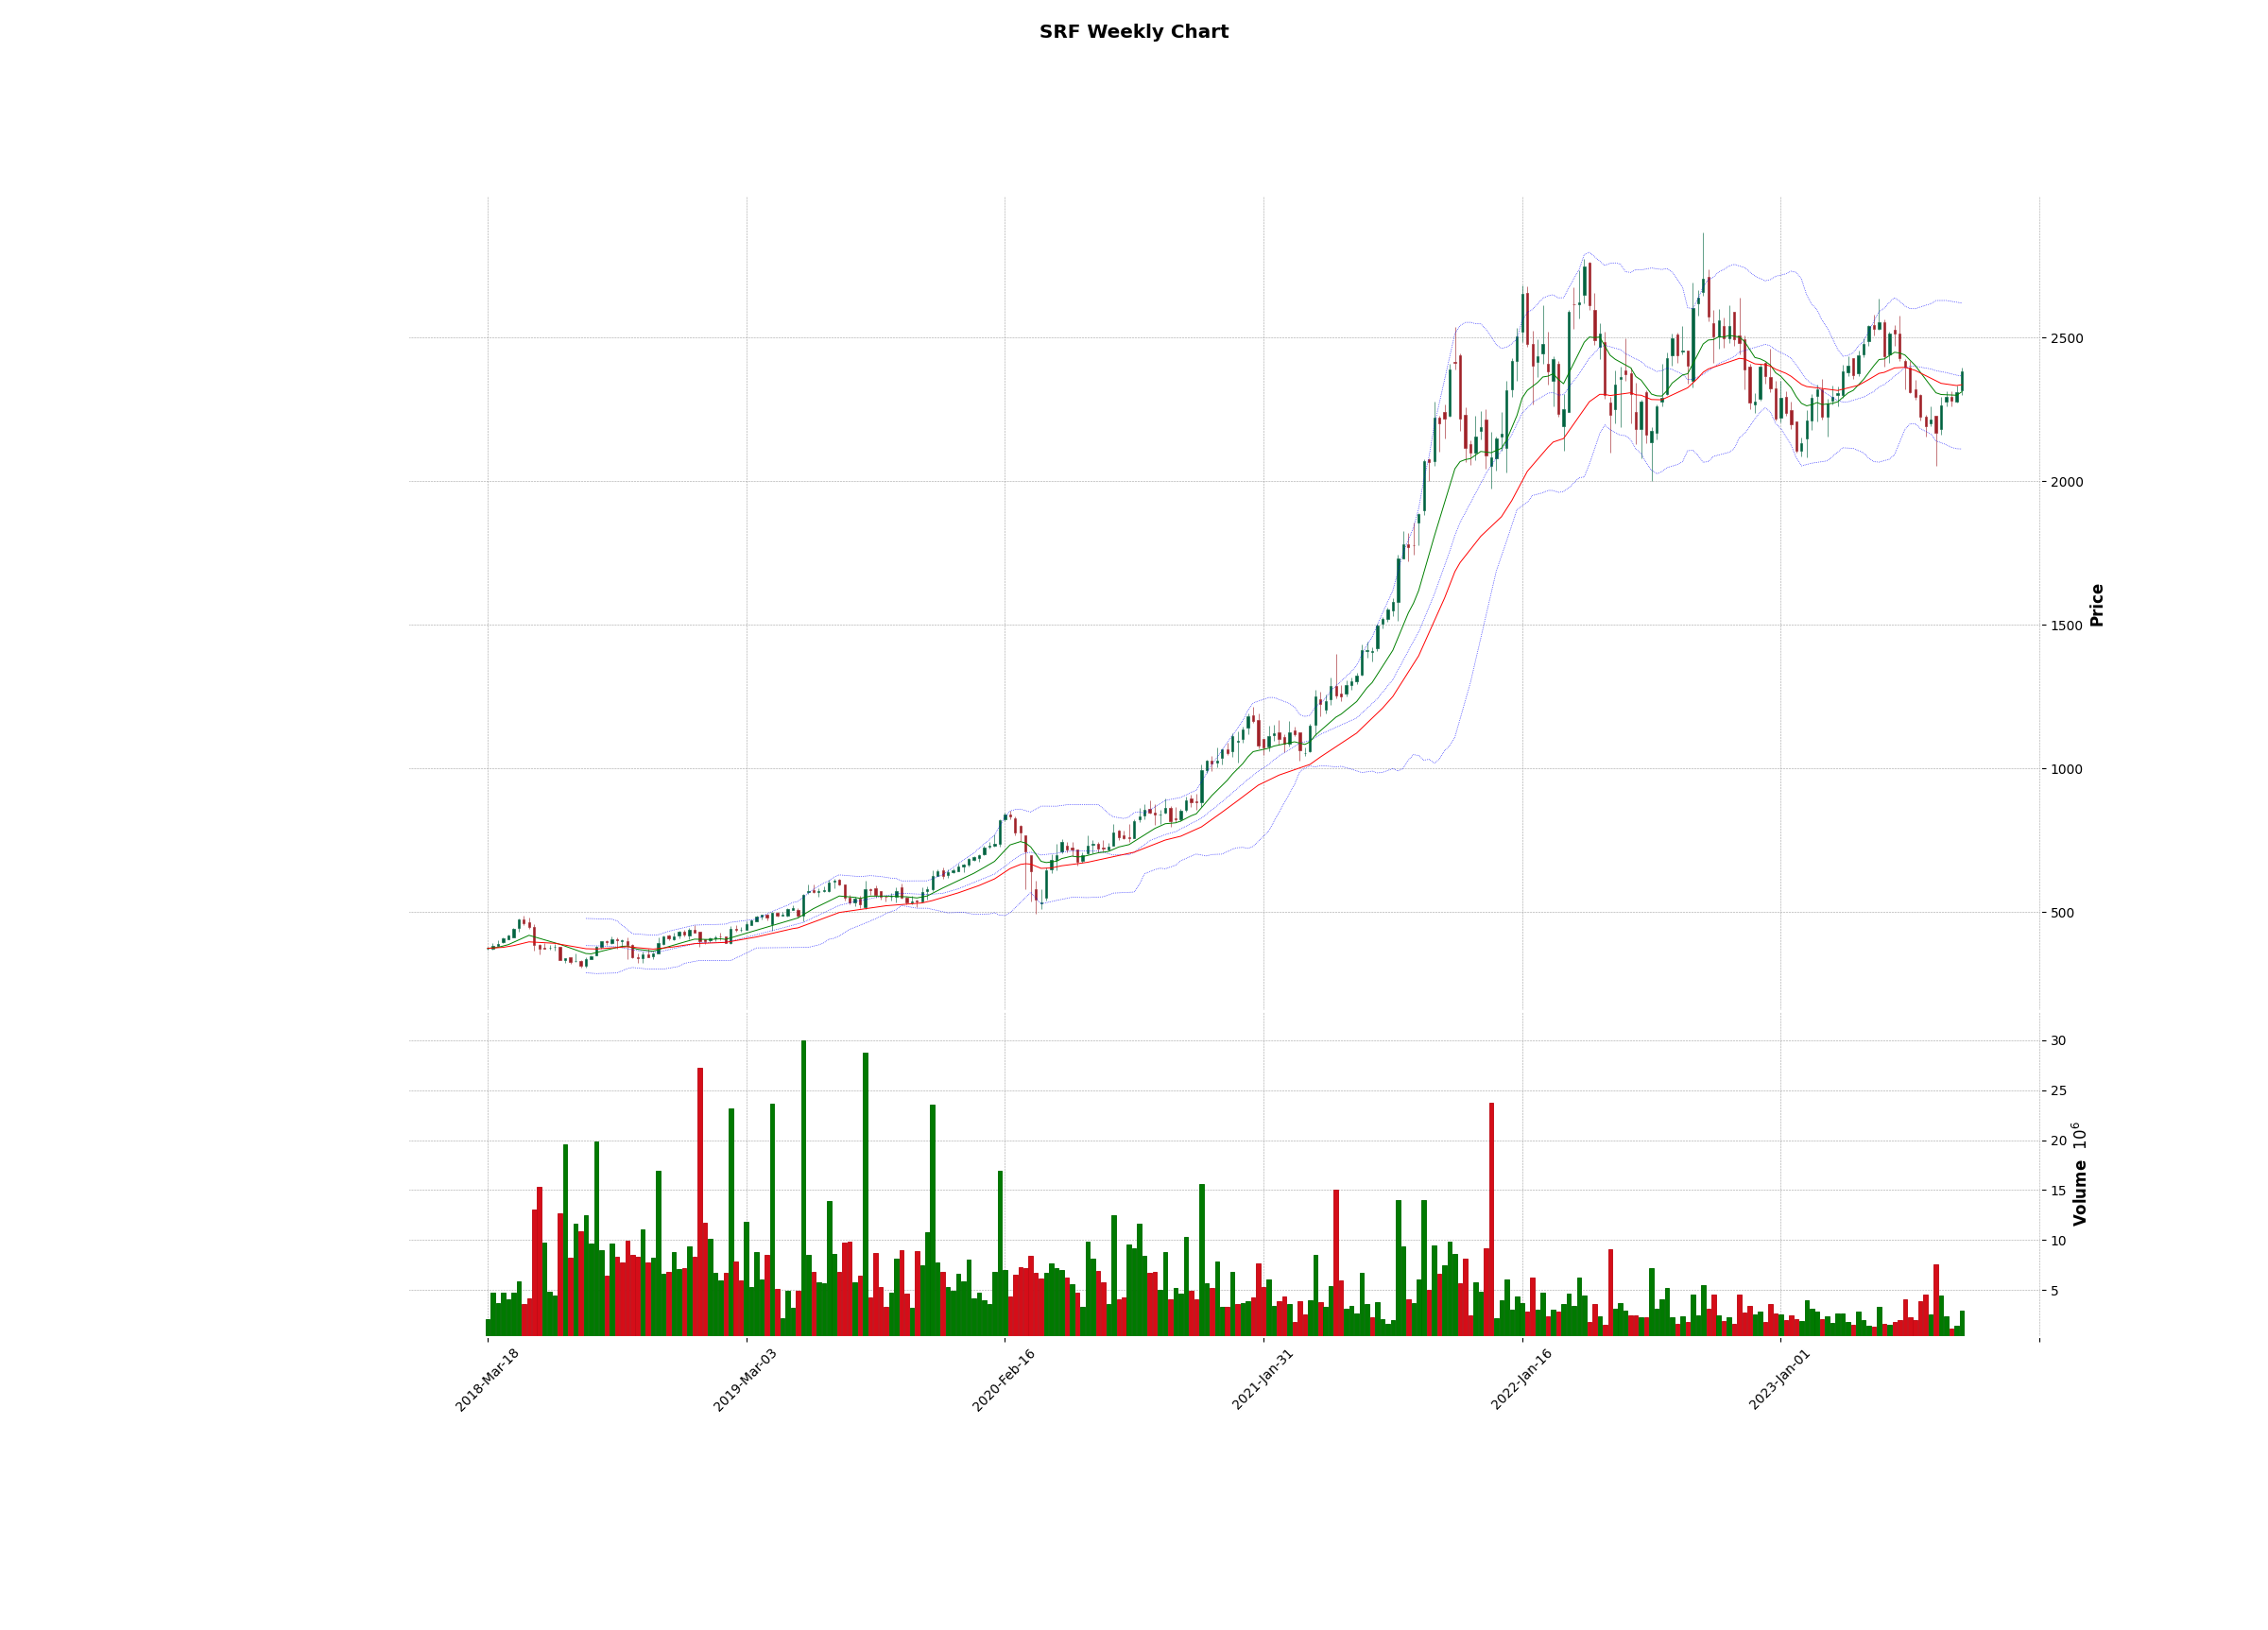 SRF Weekly Chart
2500
2000
1500
1000
500
Price
30
25
20
15
10
5
Volume 10^6
2018-Mar-18
2019-Mar-03
2020-Feb-16
2021-Jan-31
2022-Jan-16
2023-Jan-01